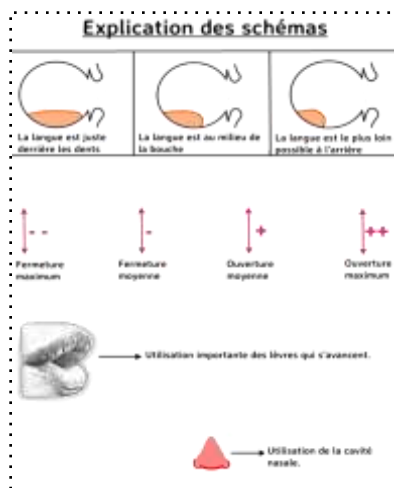 Explication des schémas
La langue est juste
derrière les dents
La langue est au milieu de
la bouche
La langue est le plus loin
possible à l'arrière
- -
-
+
++
Fermeture
maximum
Fermeture
moyenne
Ouverture
moyenne
Ouverture
maximum
Utilisation importante des lèvres qui s'avancent.
Utilisation de la cavité
nasale.